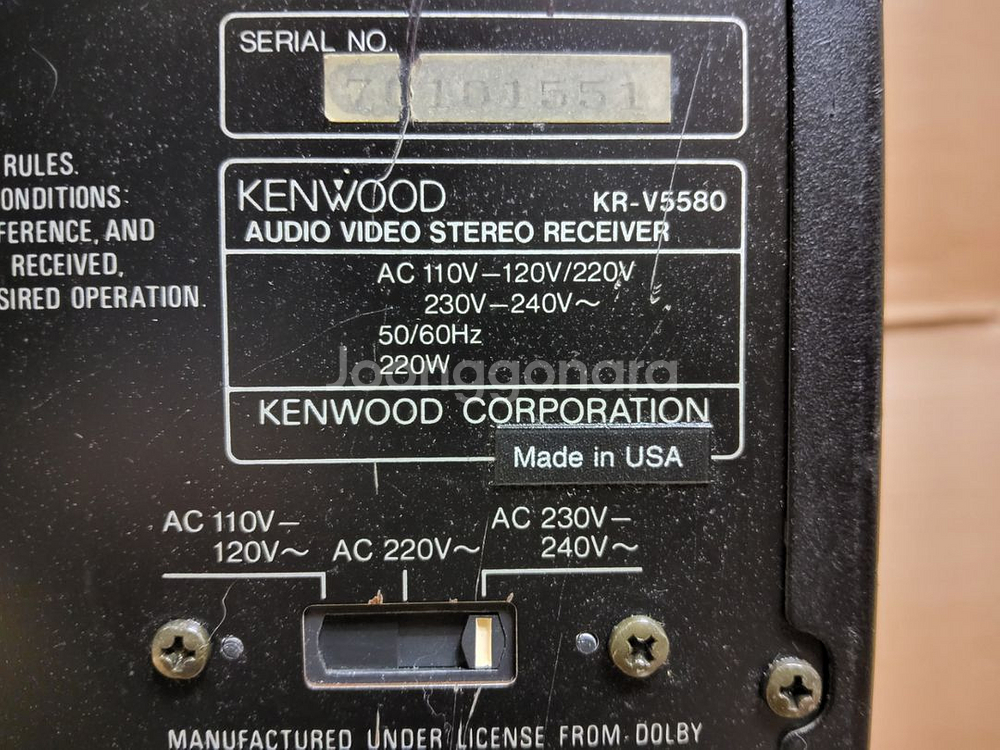 SERIAL NO.
70101551
RULES.
ONDITIONS:
FERENCE, AND
RECEIVED,
SIRED OPERATION.
KENWOOD KR-V5580
AUDIO VIDEO STEREO RECEIVER
AC 110V–120V/220V
230V–240V~
50/60Hz
220W
Joonggonara
KENWOOD CORPORATION
Made in USA
AC 110V–
120V~
AC 220V~
AC 230V–
240V~
MANUFACTURED UNDER LICENSE FROM DOLBY